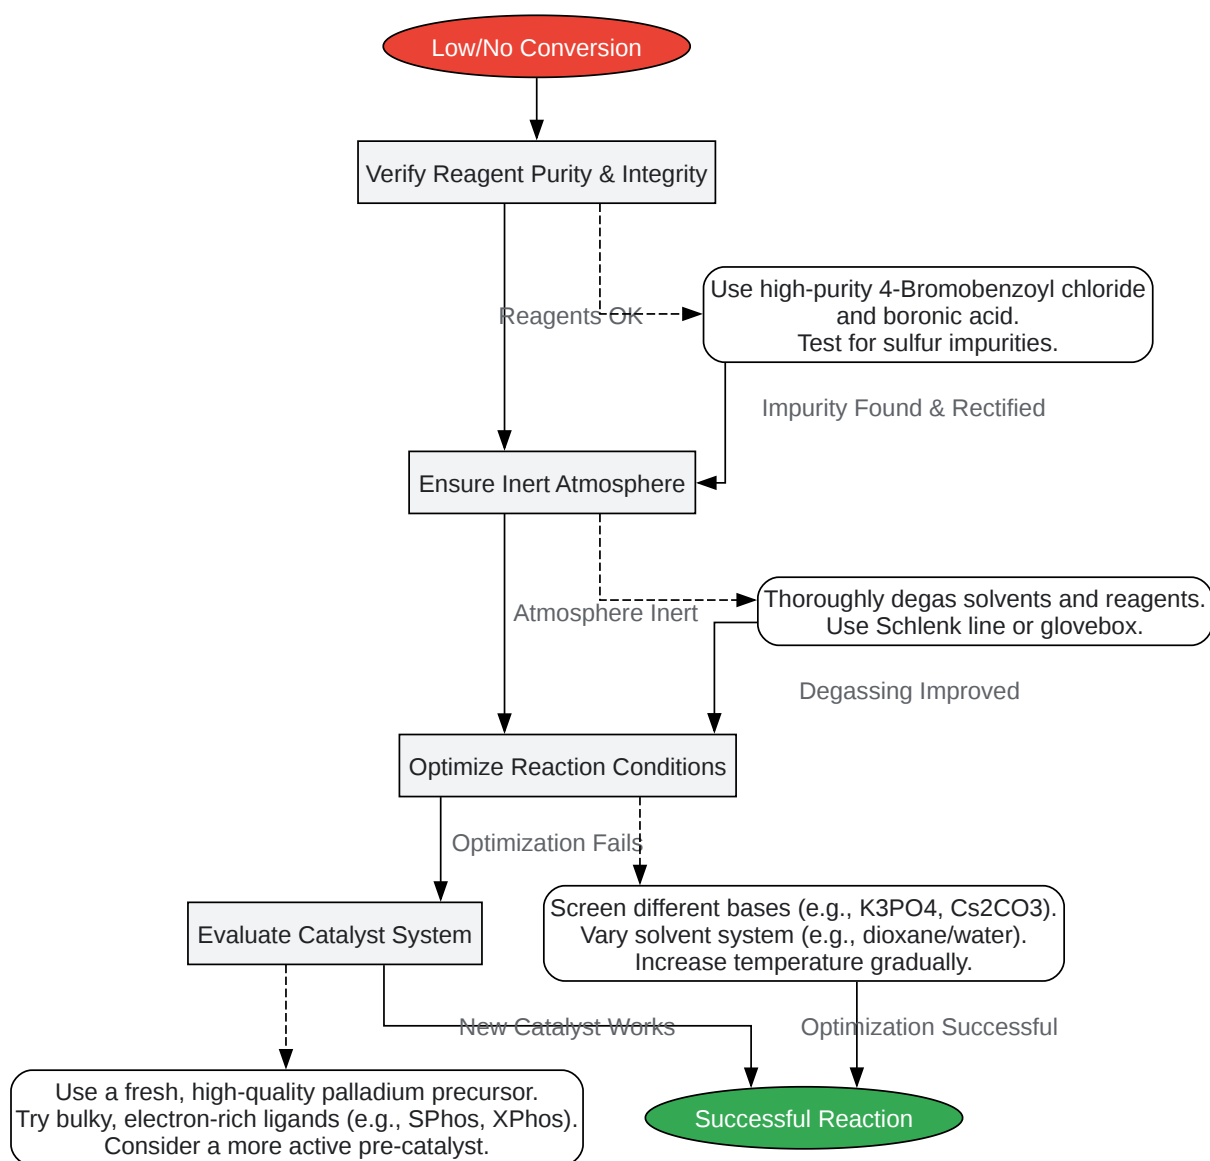 Low/No Conversion
Verify Reagent Purity & Integrity
Use high-purity 4-Bromobenzoyl chloride
and boronic acid.
Test for sulfur impurities.
Reagents OK
Impurity Found & Rectified
Ensure Inert Atmosphere
Thoroughly degas solvents and reagents.
Use Schlenk line or glovebox.
Atmosphere Inert
Degassing Improved
Optimize Reaction Conditions
Optimization Fails
Screen different bases (e.g., K3PO4, Cs2CO3).
Vary solvent system (e.g., dioxane/water).
Increase temperature gradually.
Evaluate Catalyst System
New Catalyst Works
Optimization Successful
Use a fresh, high-quality palladium precursor.
Try bulky, electron-rich ligands (e.g., SPhos, XPhos).
Consider a more active pre-catalyst.
Successful Reaction